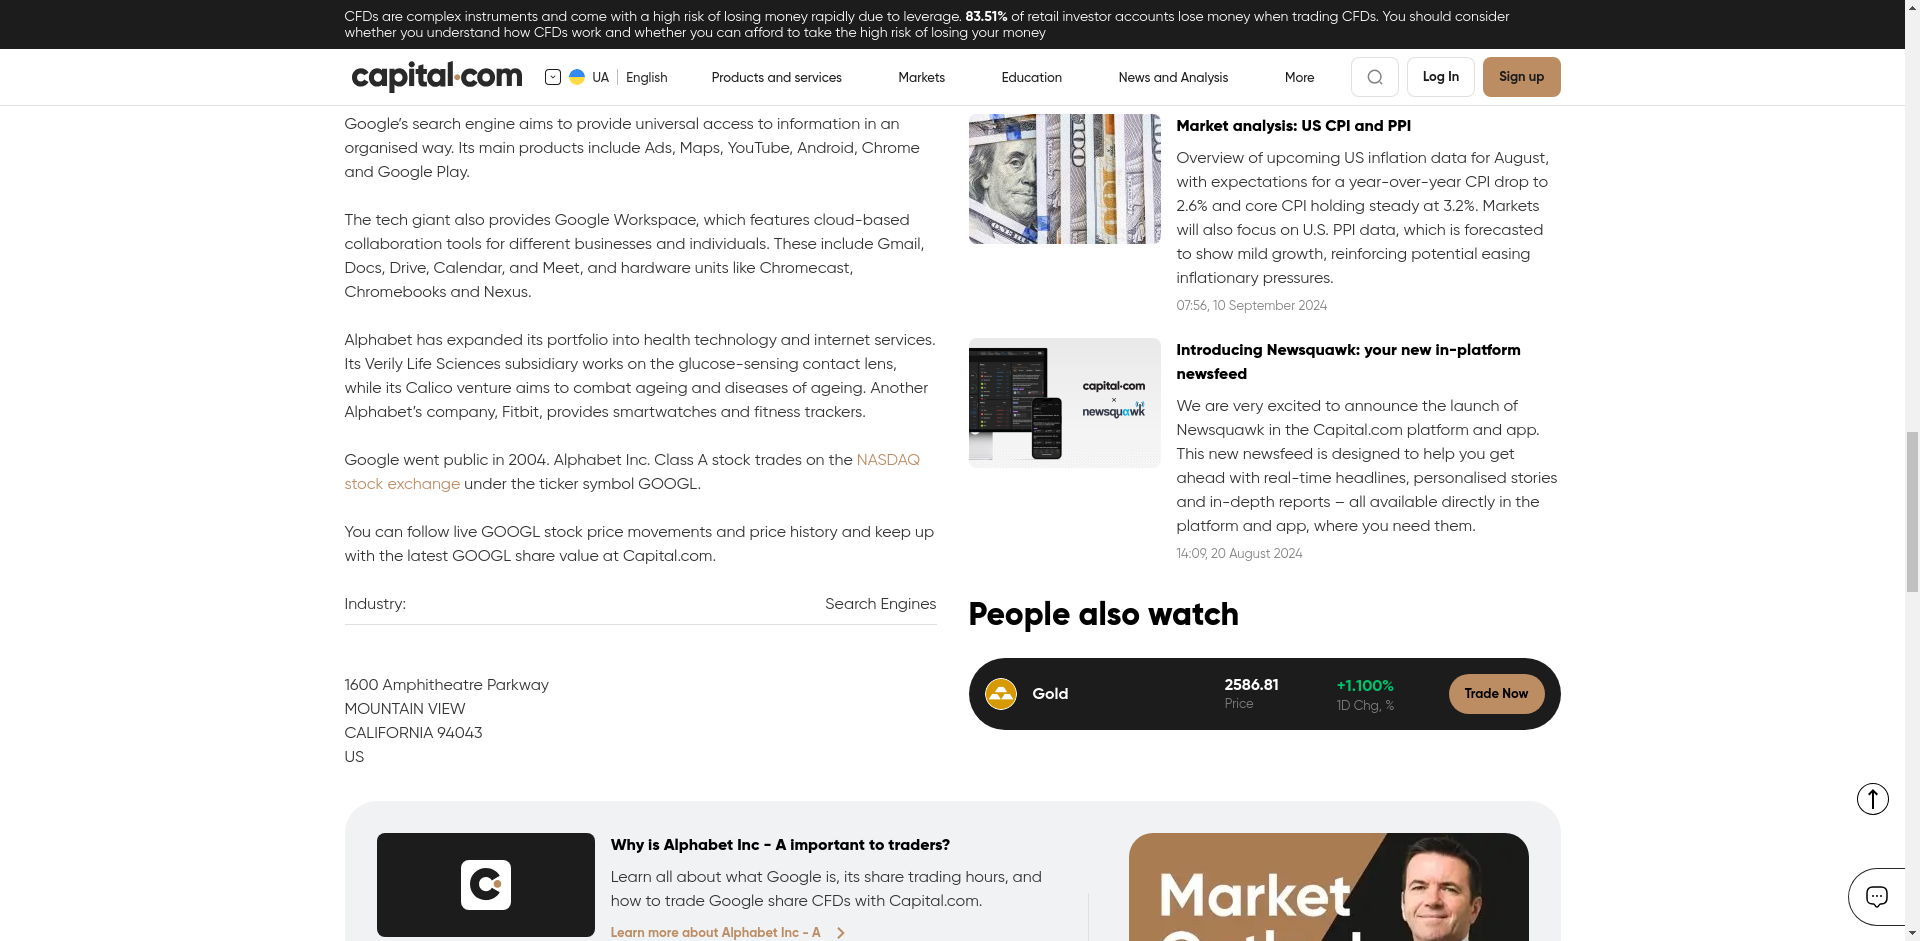 CFDs are complex instruments and come with a high risk of losing money rapidly due to leverage. 83.51% of retail investor accounts lose money when trading CFDs. You should consider
whether you understand how CFDs work and whether you can afford to take the high risk of losing your money
capital.com
UA
English
Products and services
Markets
Education
News and Analysis
More
Log In
Sign up
Google’s search engine aims to provide universal access to information in an
organised way. Its main products include Ads, Maps, YouTube, Android, Chrome
and Google Play.
The tech giant also provides Google Workspace, which features cloud-based
collaboration tools for different businesses and individuals. These include Gmail,
Docs, Drive, Calendar, and Meet, and hardware units like Chromecast,
Chromebooks and Nexus.
Alphabet has expanded its portfolio into health technology and internet services.
Its Verily Life Sciences subsidiary works on the glucose-sensing contact lens,
while its Calico venture aims to combat ageing and diseases of ageing. Another
Alphabet’s company, Fitbit, provides smartwatches and fitness trackers.
Google went public in 2004. Alphabet Inc. Class A stock trades on the NASDAQ
stock exchange under the ticker symbol GOOGL.
You can follow live GOOGL stock price movements and price history and keep up
with the latest GOOGL share value at Capital.com.
Industry:
Search Engines
1600 Amphitheatre Parkway
MOUNTAIN VIEW
CALIFORNIA 94043
US
Market analysis: US CPI and PPI
Overview of upcoming US inflation data for August,
with expectations for a year-over-year CPI drop to
2.6% and core CPI holding steady at 3.2%. Markets
will also focus on U.S. PPI data, which is forecasted
to show mild growth, reinforcing potential easing
inflationary pressures.
07:56, 10 September 2024
capital.com
×
newsquawk
Introducing Newsquawk: your new in-platform
newsfeed
We are very excited to announce the launch of
Newsquawk in the Capital.com platform and app.
This new newsfeed is designed to help you get
ahead with real-time headlines, personalised stories
and in-depth reports – all available directly in the
platform and app, where you need them.
14:09, 20 August 2024
People also watch
Gold
2586.81
Price
+1.100%
1D Chg, %
Trade Now
Why is Alphabet Inc - A important to traders?
Learn all about what Google is, its share trading hours, and
how to trade Google share CFDs with Capital.com.
Learn more about Alphabet Inc - A
Market